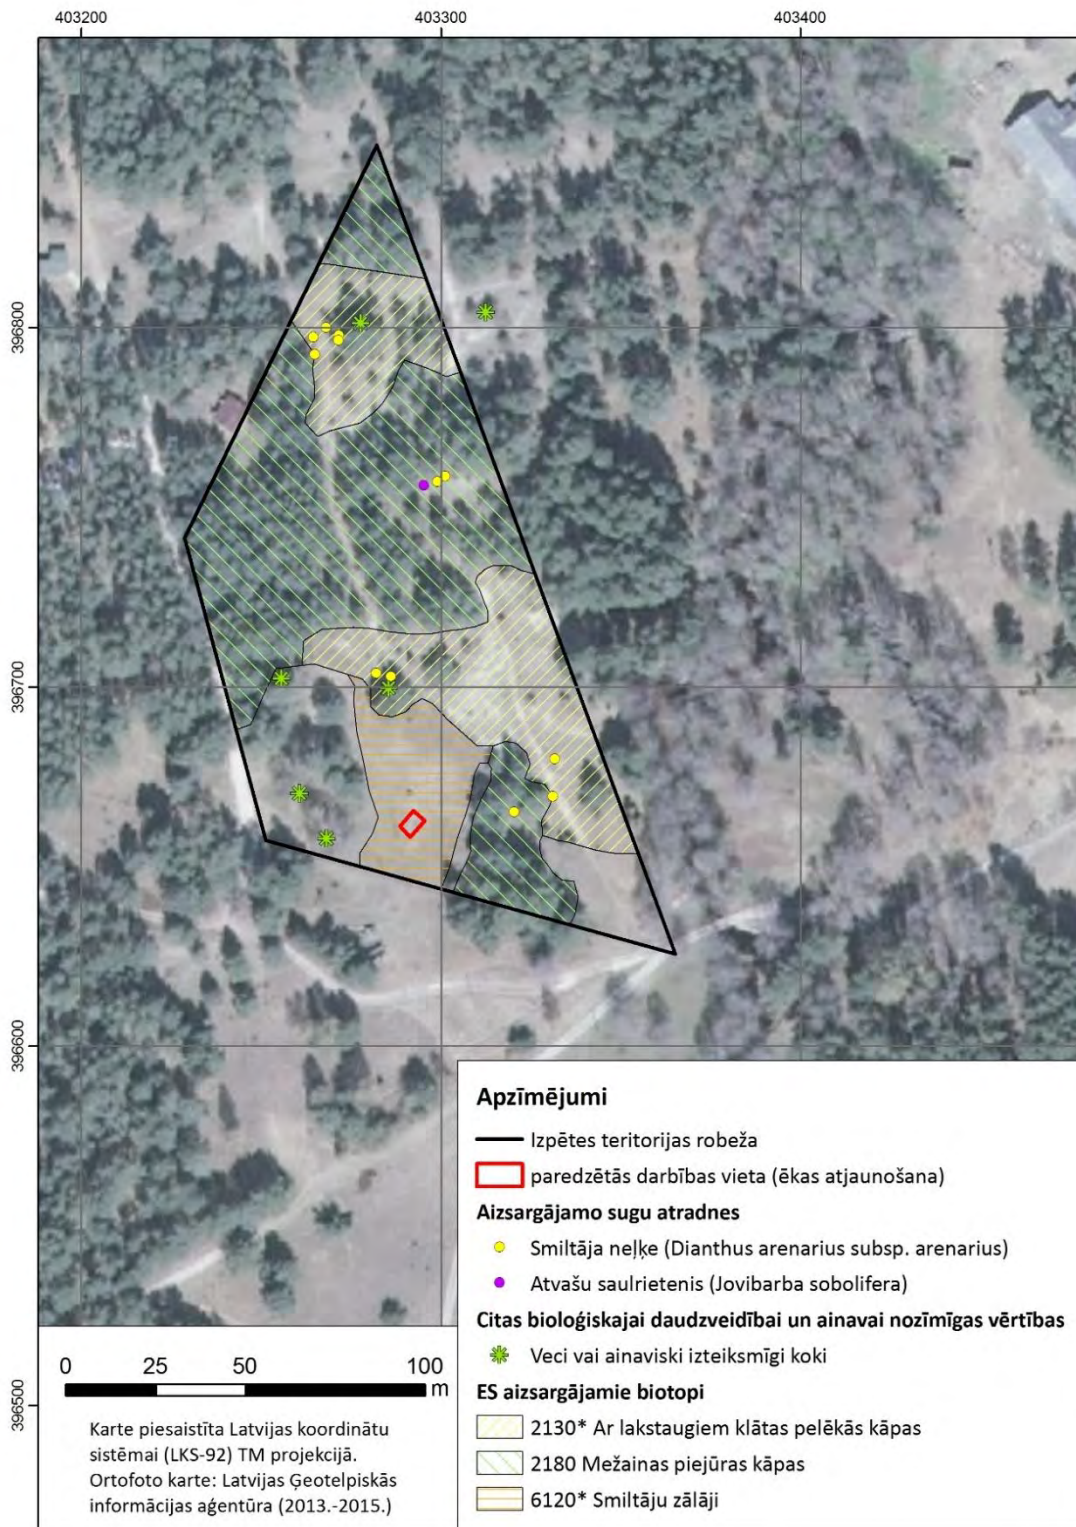 403200
403300
403400
396800
396700
396600
396500
Apzīmējumi
Izpētes teritorijas robeža
paredzētās darbības vieta (ēkas atjaunošana)
Aizsargājamo sugu atradnes
Smiltāja neļķe (Dianthus arenarius subsp. arenarius)
Atvašu saulrietenis (Jovibarba sobolifera)
Citas bioloģiskajai daudzveidībai un ainavai nozīmīgas vērtības
Veci vai ainaviski izteiksmīgi koki
ES aizsargājamie biotopi
2130* Ar lakstaugiem klātas pelēkās kāpas
2180 Mežainas piejūras kāpas
6120* Smiltāju zālāji
0 25 50 100
m
Karte piesaistīta Latvijas koordinātu
sistēmai (LKS-92) TM projekcijā.
Ortofoto karte: Latvijas Ģeotelpiskās
informācijas aģentūra (2013.-2015.)